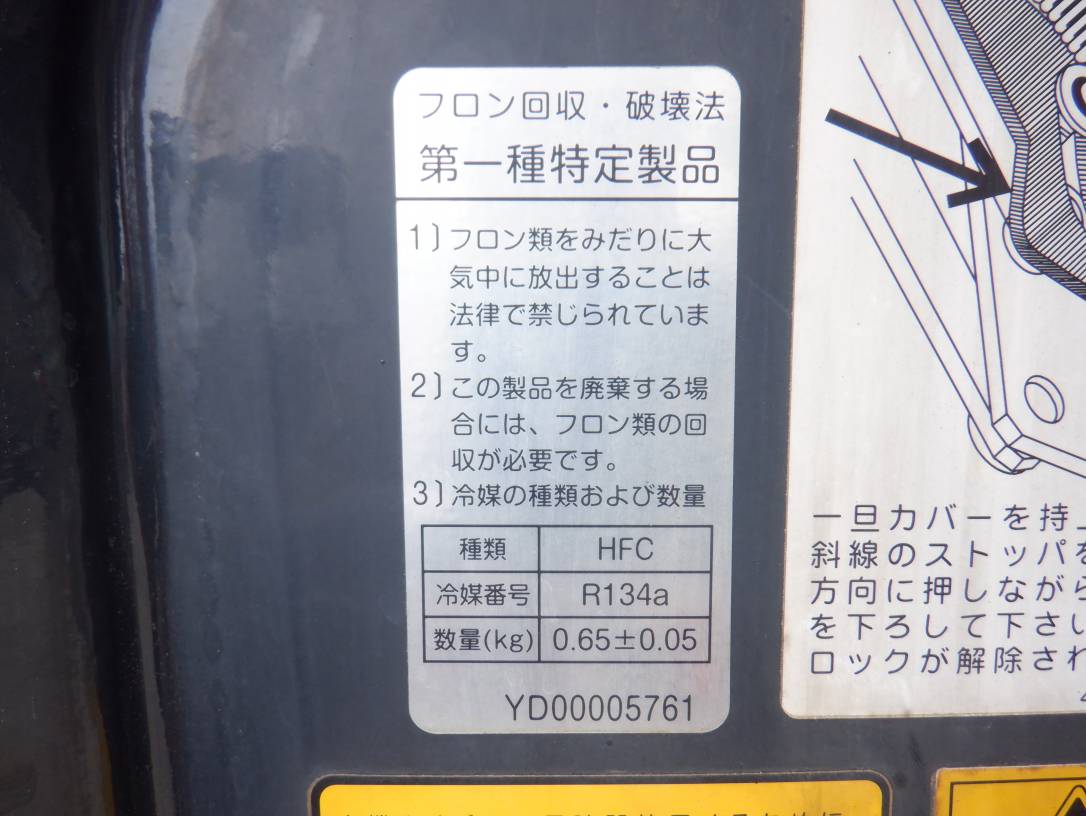 フロン回収・破壊法
第一種特定製品
1)フロン類をみだりに大
気中に放出することは
法律で禁じられていま
す。
2)この製品を廃棄する場
合には、フロン類の回
収が必要です。
3)冷媒の種類および数量
種類 HFC
冷媒番号 R134a
数量(kg) 0.65±0.05
YD00005761
一旦カバーを持
斜線のストッパを
方向に押しながら
を下ろして下さい
ロックが解除され